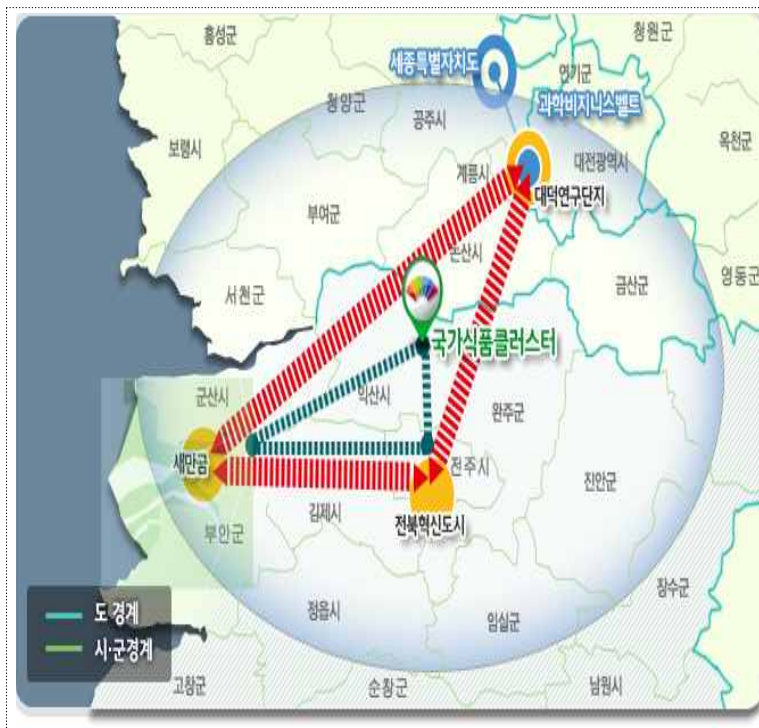 홍성군
청원군
세종특별자치도
연기군
청양군
과학비지니스벨트
공주시
보령시
옥천군
계룡시
대전광역시
대덕연구단지
부여군
논산시
영동군
서천군
금산군
국가식품클러스터
군산시
익산시
완주군
새만금
전주시
진안군
김제시
전북혁신도시
부안군
장수군
도 경계
정읍시
임실군
시·군경계
고창군
순창군
남원시